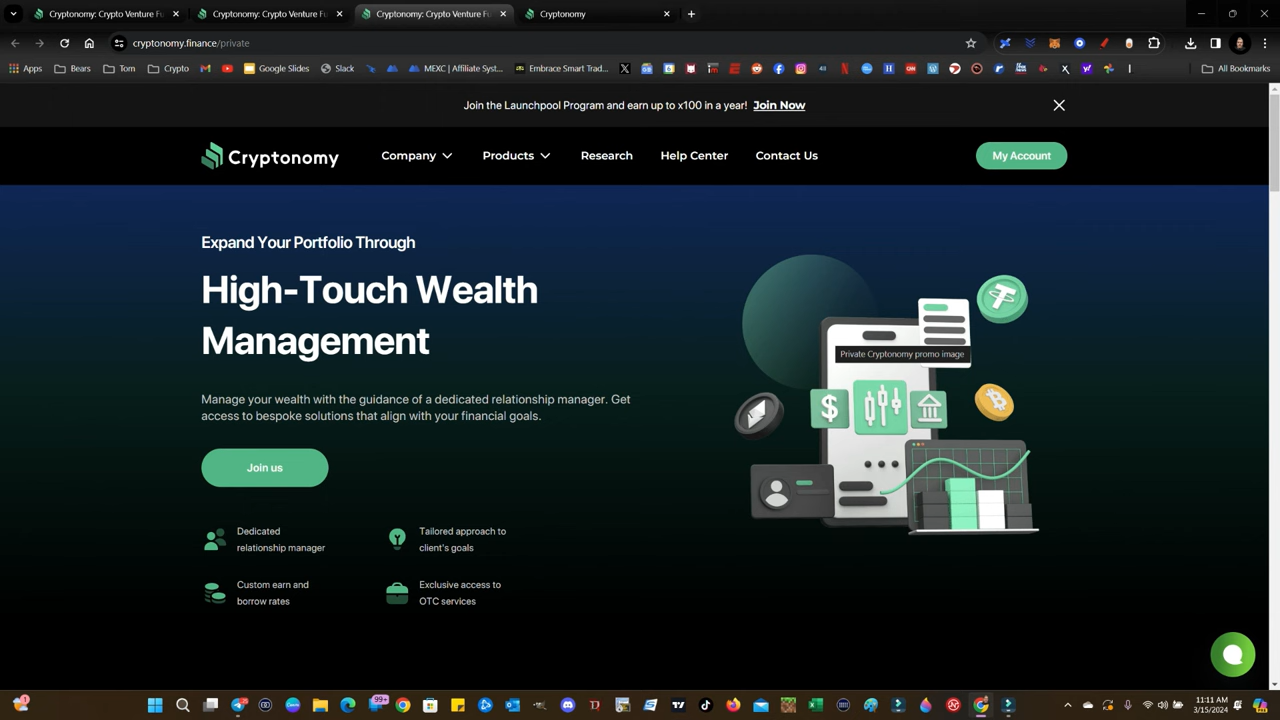 Cryptonomy: Crypto Venture Fu
Cryptonomy: Crypto Venture Fu
Cryptonomy: Crypto Venture Fu
Cryptonomy
cryptonomy.finance/private
Apps
Bears
Tom
Crypto
Google Slides
Slack
MEXC | Affiliate Syst...
Embrace Smart Trad...
All Bookmarks
Join the Launchpool Program and earn up to x100 in a year! Join Now
Cryptonomy
Company
Products
Research
Help Center
Contact Us
My Account
Expand Your Portfolio Through
High-Touch Wealth
Management
Manage your wealth with the guidance of a dedicated relationship manager. Get
access to bespoke solutions that align with your financial goals.
Join us
Dedicated
relationship manager
Tailored approach to
client's goals
Custom earn and
borrow rates
Exclusive access to
OTC services
Private Cryptonomy promo image
99+
11:11 AM
3/15/2024